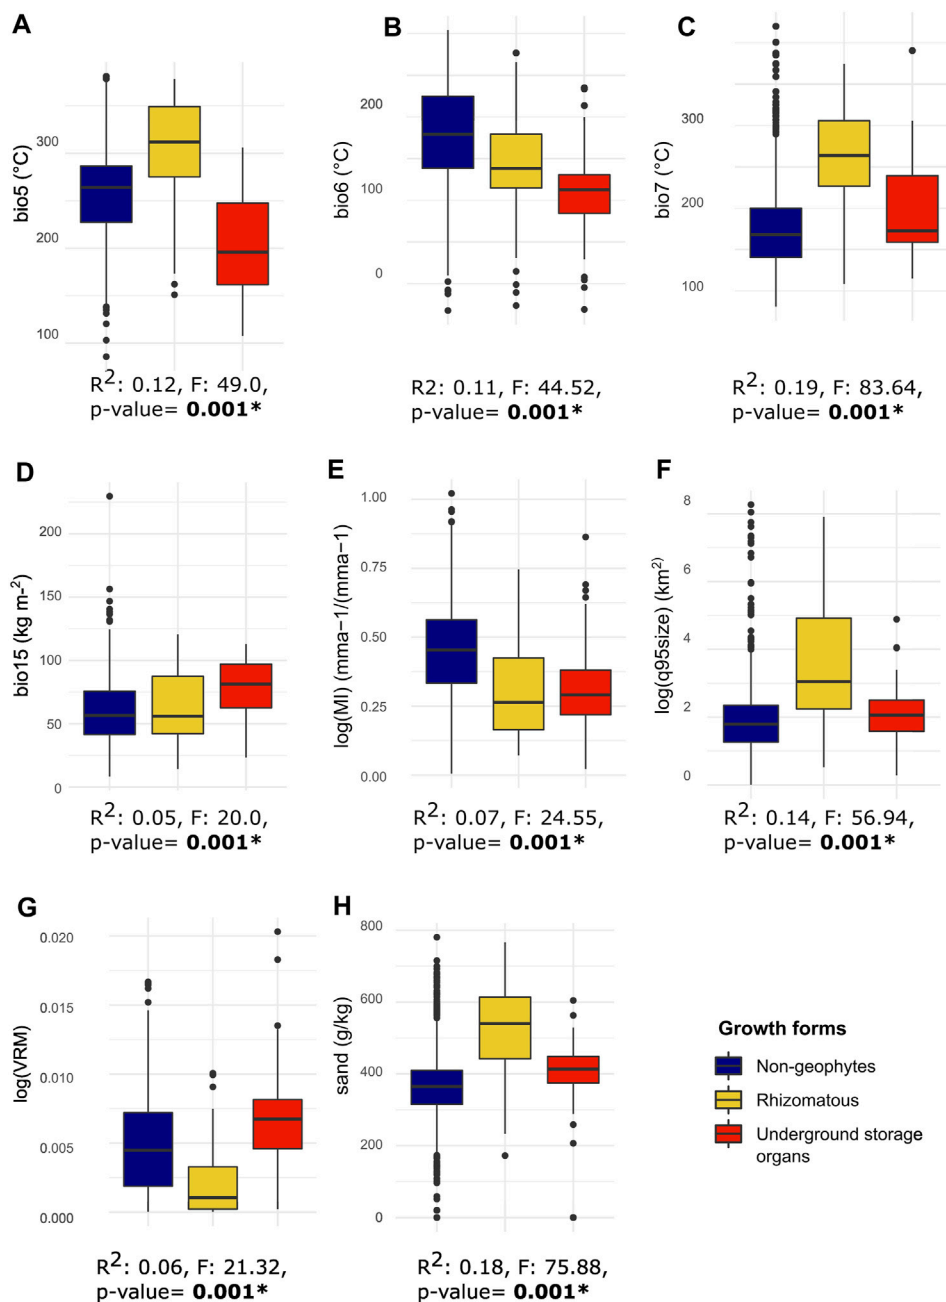 A
bio5 (°C)
300
200
100
R²: 0.12, F: 49.0,
p-value= 0.001*
B
bio6 (°C)
200
100
0
R2: 0.11, F: 44.52,
p-value= 0.001*
C
bio7 (°C)
300
200
100
R²: 0.19, F: 83.64,
p-value= 0.001*
D
bio15 (kg m-²)
200
150
100
50
0
R²: 0.05, F: 20.0,
p-value= 0.001*
E
log(MI) (mma−1/(mma−1)
1.00
0.75
0.50
0.25
0.00
R²: 0.07, F: 24.55,
p-value= 0.001*
F
log(q95size) (km²)
8
6
4
2
0
R²: 0.14, F: 56.94,
p-value= 0.001*
G
log(VRM)
0.020
0.015
0.010
0.005
0.000
R²: 0.06, F: 21.32,
p-value= 0.001*
H
sand (g/kg)
800
600
400
200
0
R²: 0.18, F: 75.88,
p-value= 0.001*
Growth forms
Non-geophytes
Rhizomatous
Underground storage
organs